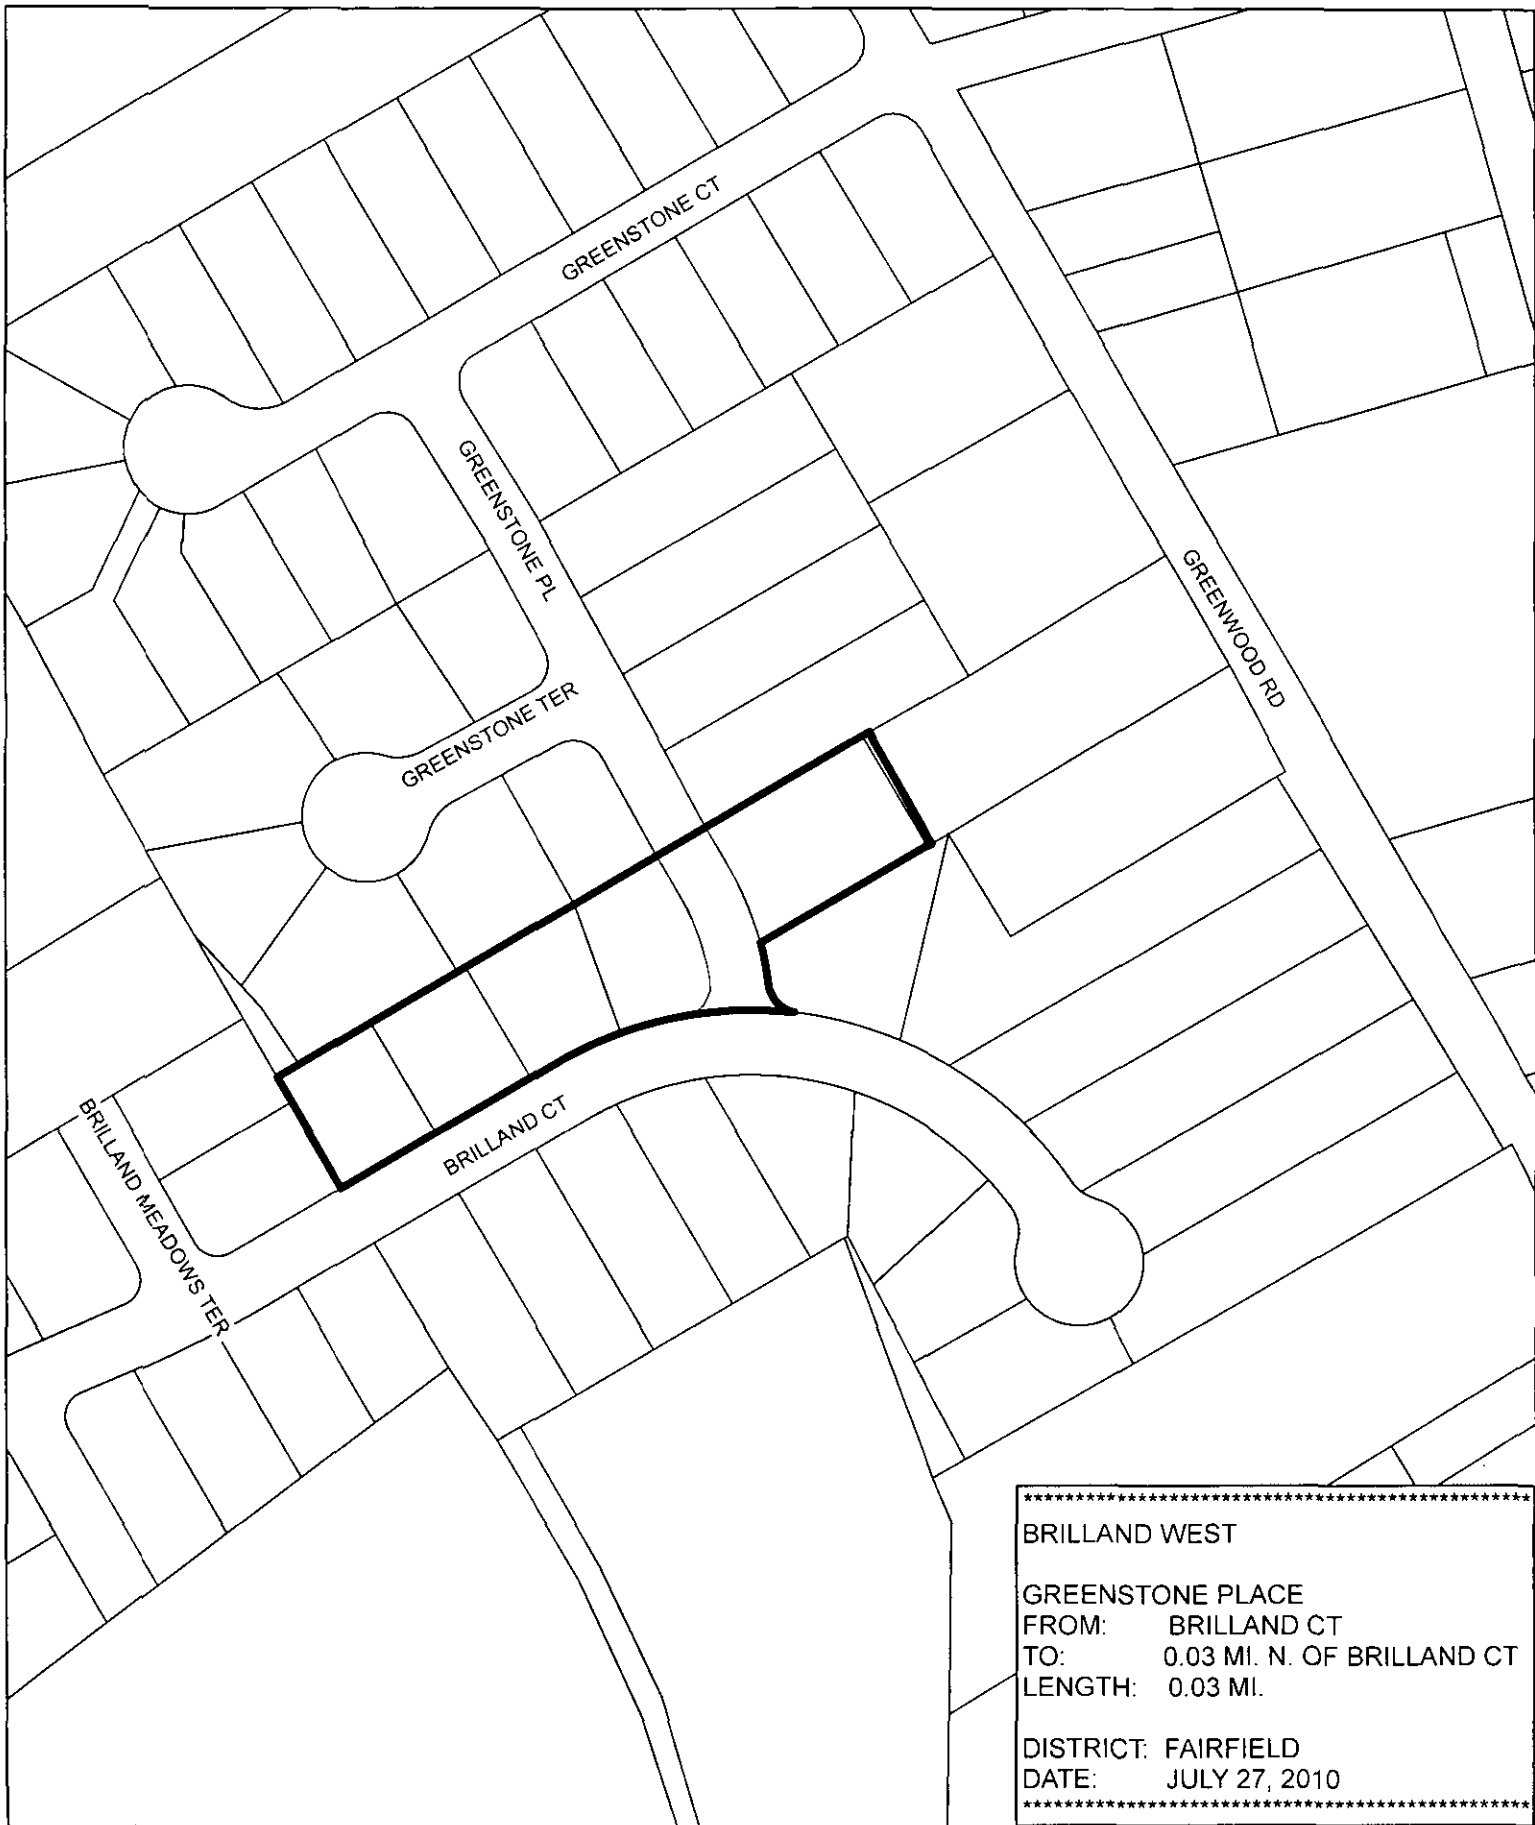 GREENSTONE CT
GREENSTONE PL
GREENSTONE TER
GREENWOOD RD
BRILLAND CT
BRILLAND MEADOWS TER
************************************************
BRILLAND WEST
GREENSTONE PLACE
FROM: BRILLAND CT
TO: 0.03 MI. N. OF BRILLAND CT
LENGTH: 0.03 MI.
DISTRICT: FAIRFIELD
DATE: JULY 27, 2010
************************************************